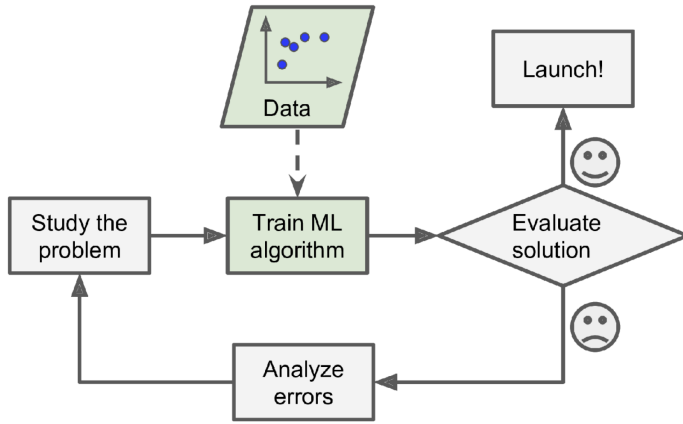 Data
Launch!
Study the
problem
Train ML
algorithm
Evaluate
solution
Analyze
errors